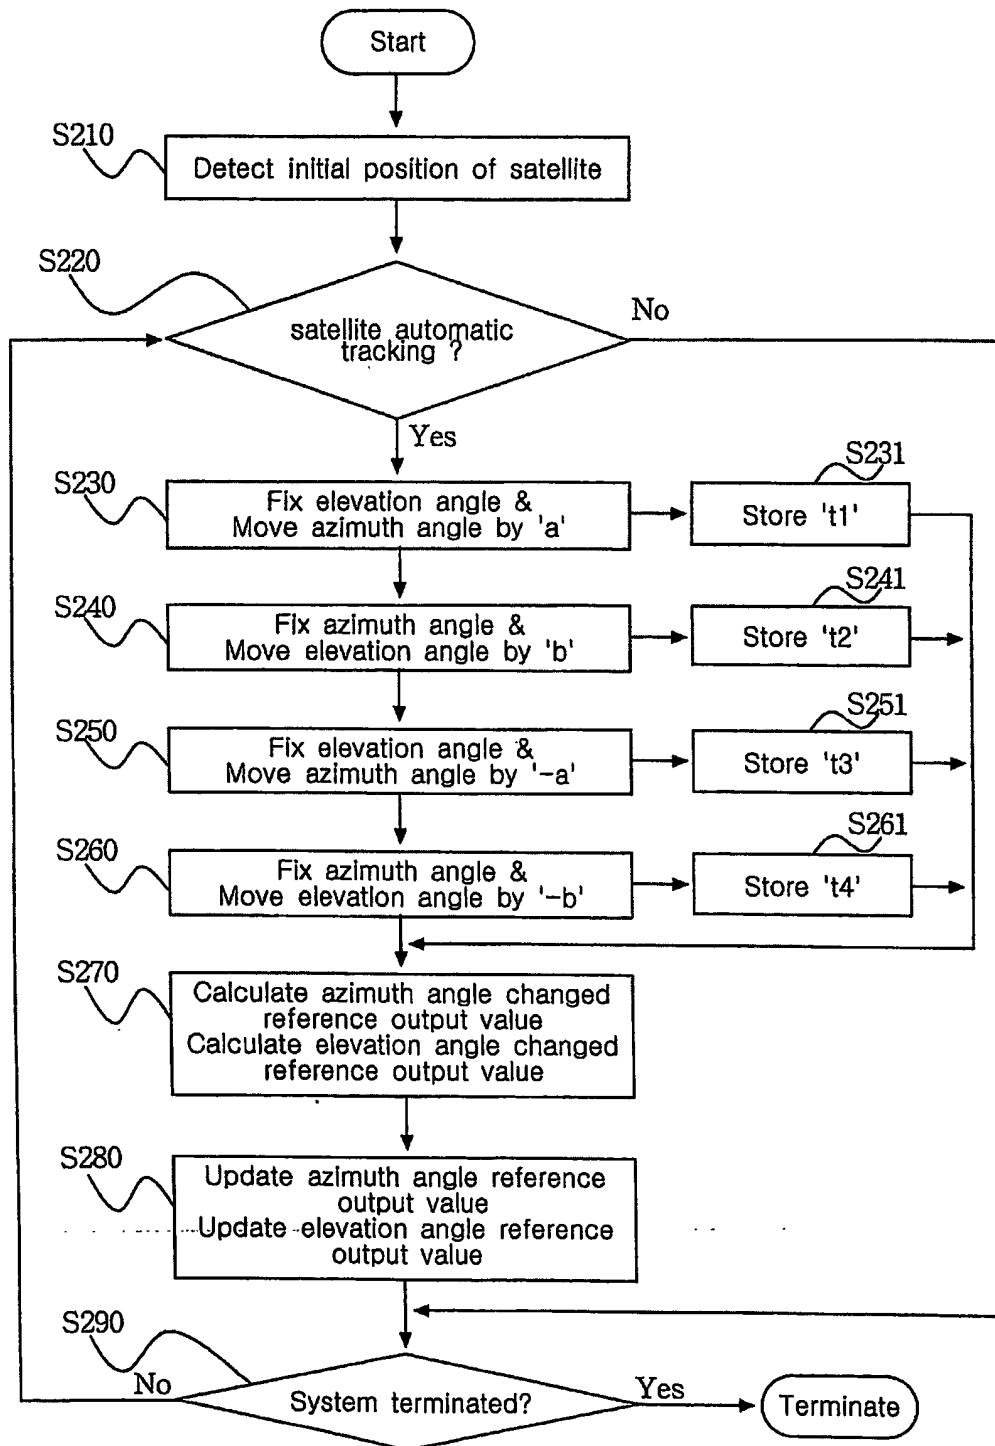 Start
S210
Detect initial position of satellite
S220
satellite automatic
tracking ?
No
Yes
S230
Fix elevation angle &
Move azimuth angle by 'a'
S231
Store 't1'
S240
Fix azimuth angle &
Move elevation angle by 'b'
S241
Store 't2'
S250
Fix elevation angle &
Move azimuth angle by '-a'
S251
Store 't3'
S260
Fix azimuth angle &
Move elevation angle by '-b'
S261
Store 't4'
S270
Calculate azimuth angle changed
reference output value
Calculate elevation angle changed
reference output value
S280
Update azimuth angle reference
output value
Update elevation angle reference
output value
S290
No
System terminated?
Yes
Terminate